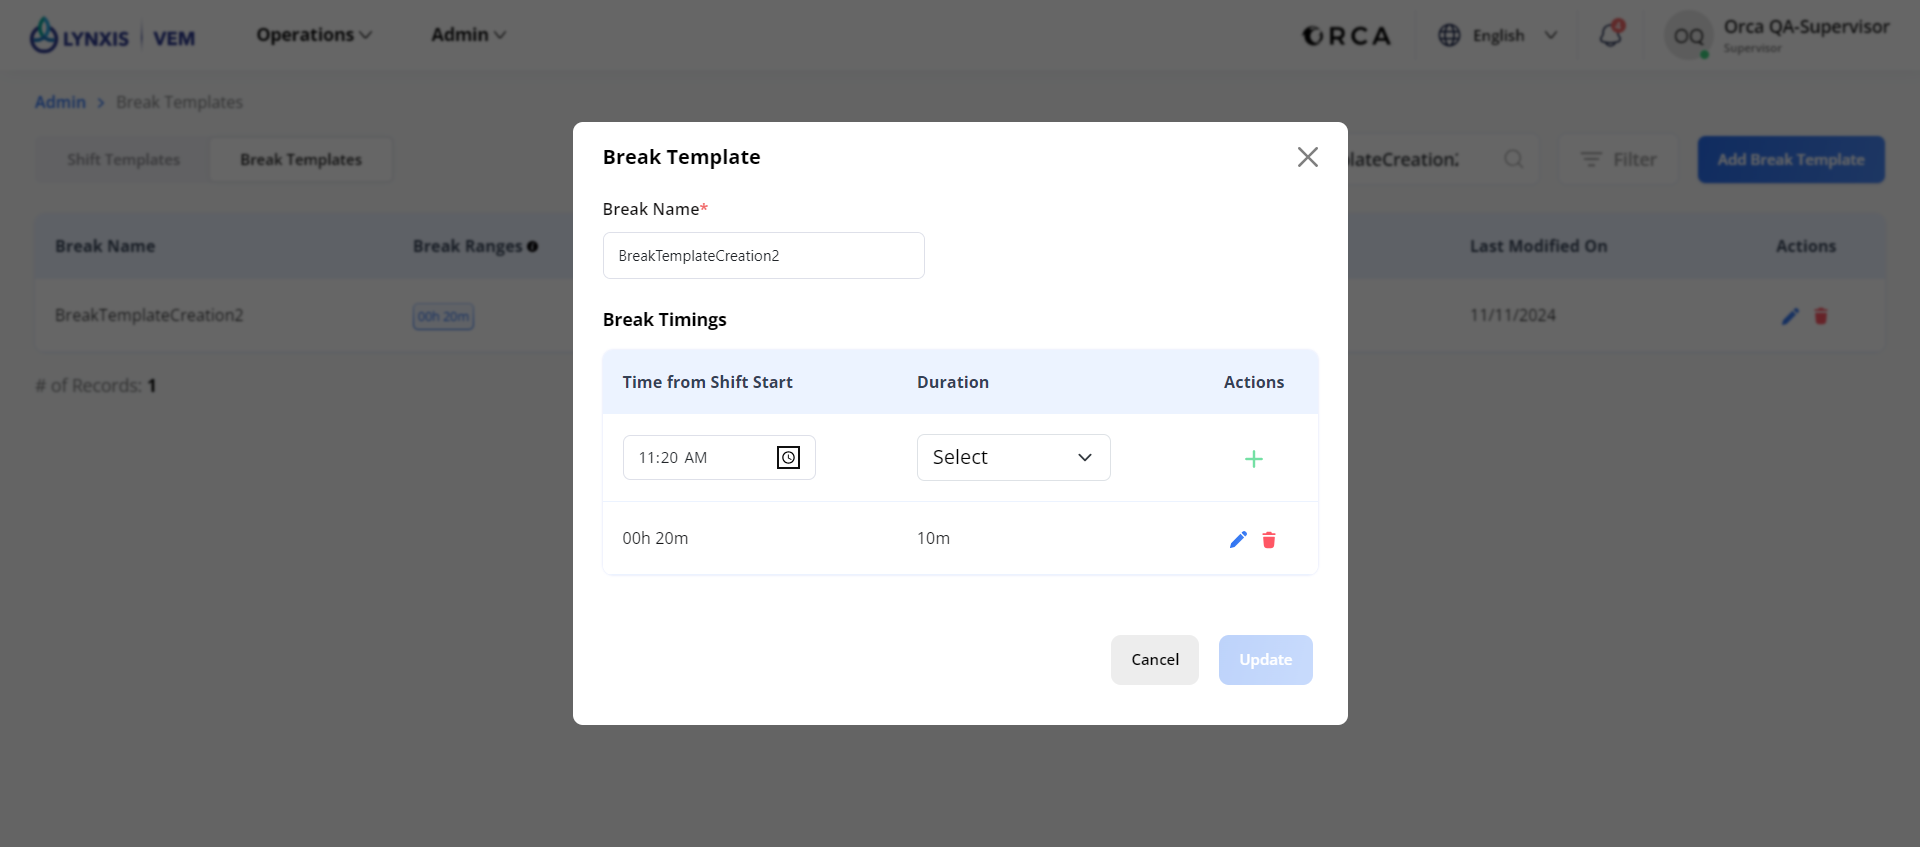 LYNXIS | VEM
Operations
Admin
ORCA
English
4
OQ
Orca QA-Supervisor
Supervisor
Admin > Break Templates
Shift Templates
Break Templates
lateCreation2
Filter
Add Break Template
Break Name
Break Ranges
Last Modified On
Actions
BreakTemplateCreation2
00h 20m
11/11/2024
# of Records: 1
Break Template
Break Name*
BreakTemplateCreation2
Break Timings
Time from Shift Start
Duration
Actions
11:20 AM
Select
00h 20m
10m
Cancel
Update